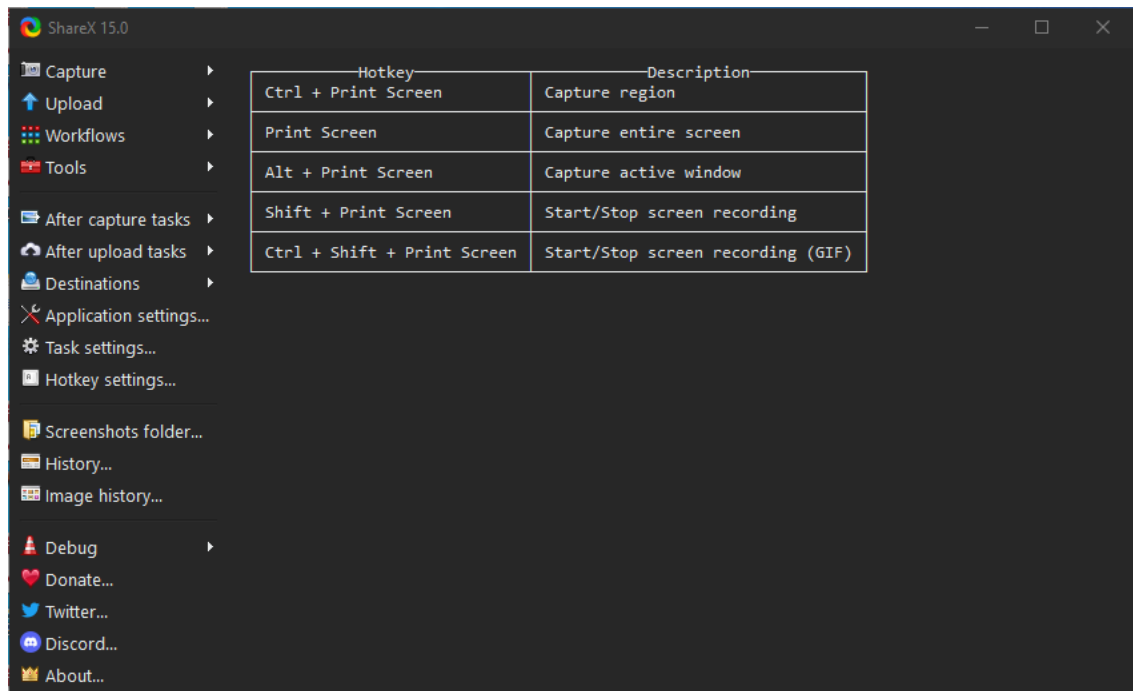 ShareX 15.0
Capture
Upload
Workflows
Tools
After capture tasks
After upload tasks
Destinations
Application settings...
Task settings...
Hotkey settings...
Screenshots folder...
History...
Image history...
Debug
Donate...
Twitter...
Discord...
About...
Hotkey Description
Ctrl + Print Screen Capture region
Print Screen Capture entire screen
Alt + Print Screen Capture active window
Shift + Print Screen Start/Stop screen recording
Ctrl + Shift + Print Screen Start/Stop screen recording (GIF)